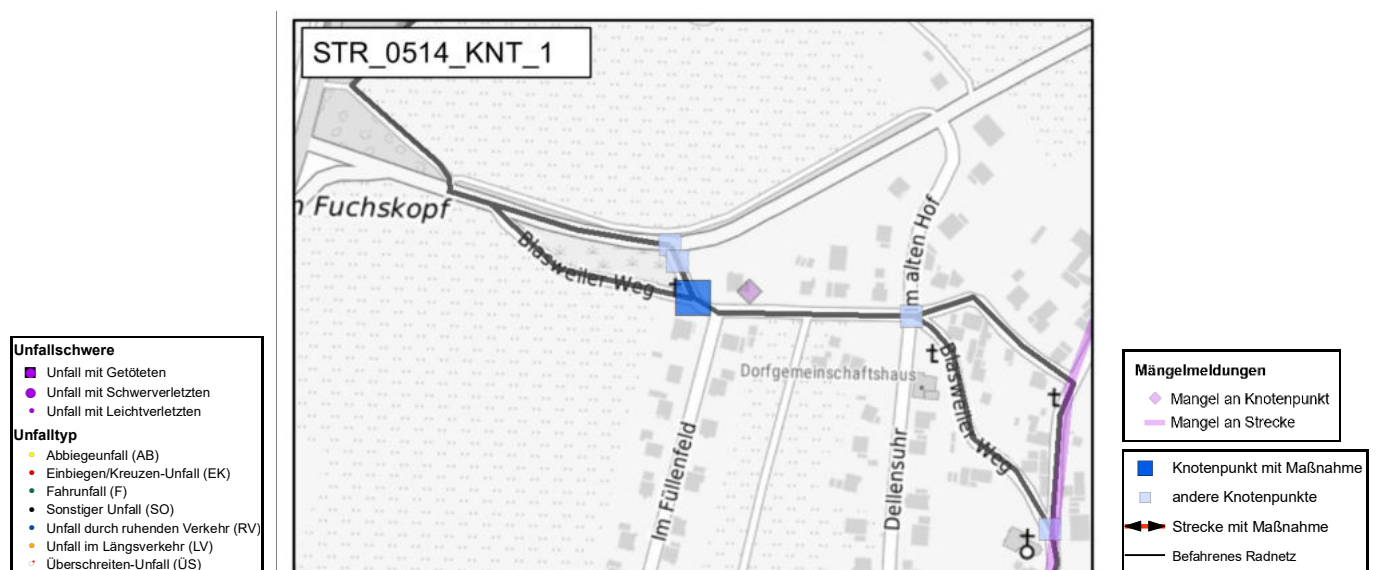 STR_0514_KNT_1
Fuchskopf
Blasweiler Weg
m alten Hof
Dorfgemeinschaftshaus
Blasweiler Weg
Im Füllenfeld
Dellensuhr
Unfallschwere
Unfall mit Getöteten
Unfall mit Schwerverletzten
Unfall mit Leichtverletzten
Unfalltyp
Abbiegeunfall (AB)
Einbiegen/Kreuzen-Unfall (EK)
Fahrunfall (F)
Sonstiger Unfall (SO)
Unfall durch ruhenden Verkehr (RV)
Unfall im Längsverkehr (LV)
Überschreiten-Unfall (ÜS)
Mängelmeldungen
Mangel an Knotenpunkt
Mangel an Strecke
Knotenpunkt mit Maßnahme
andere Knotenpunkte
Strecke mit Maßnahme
Befahrenes Radnetz